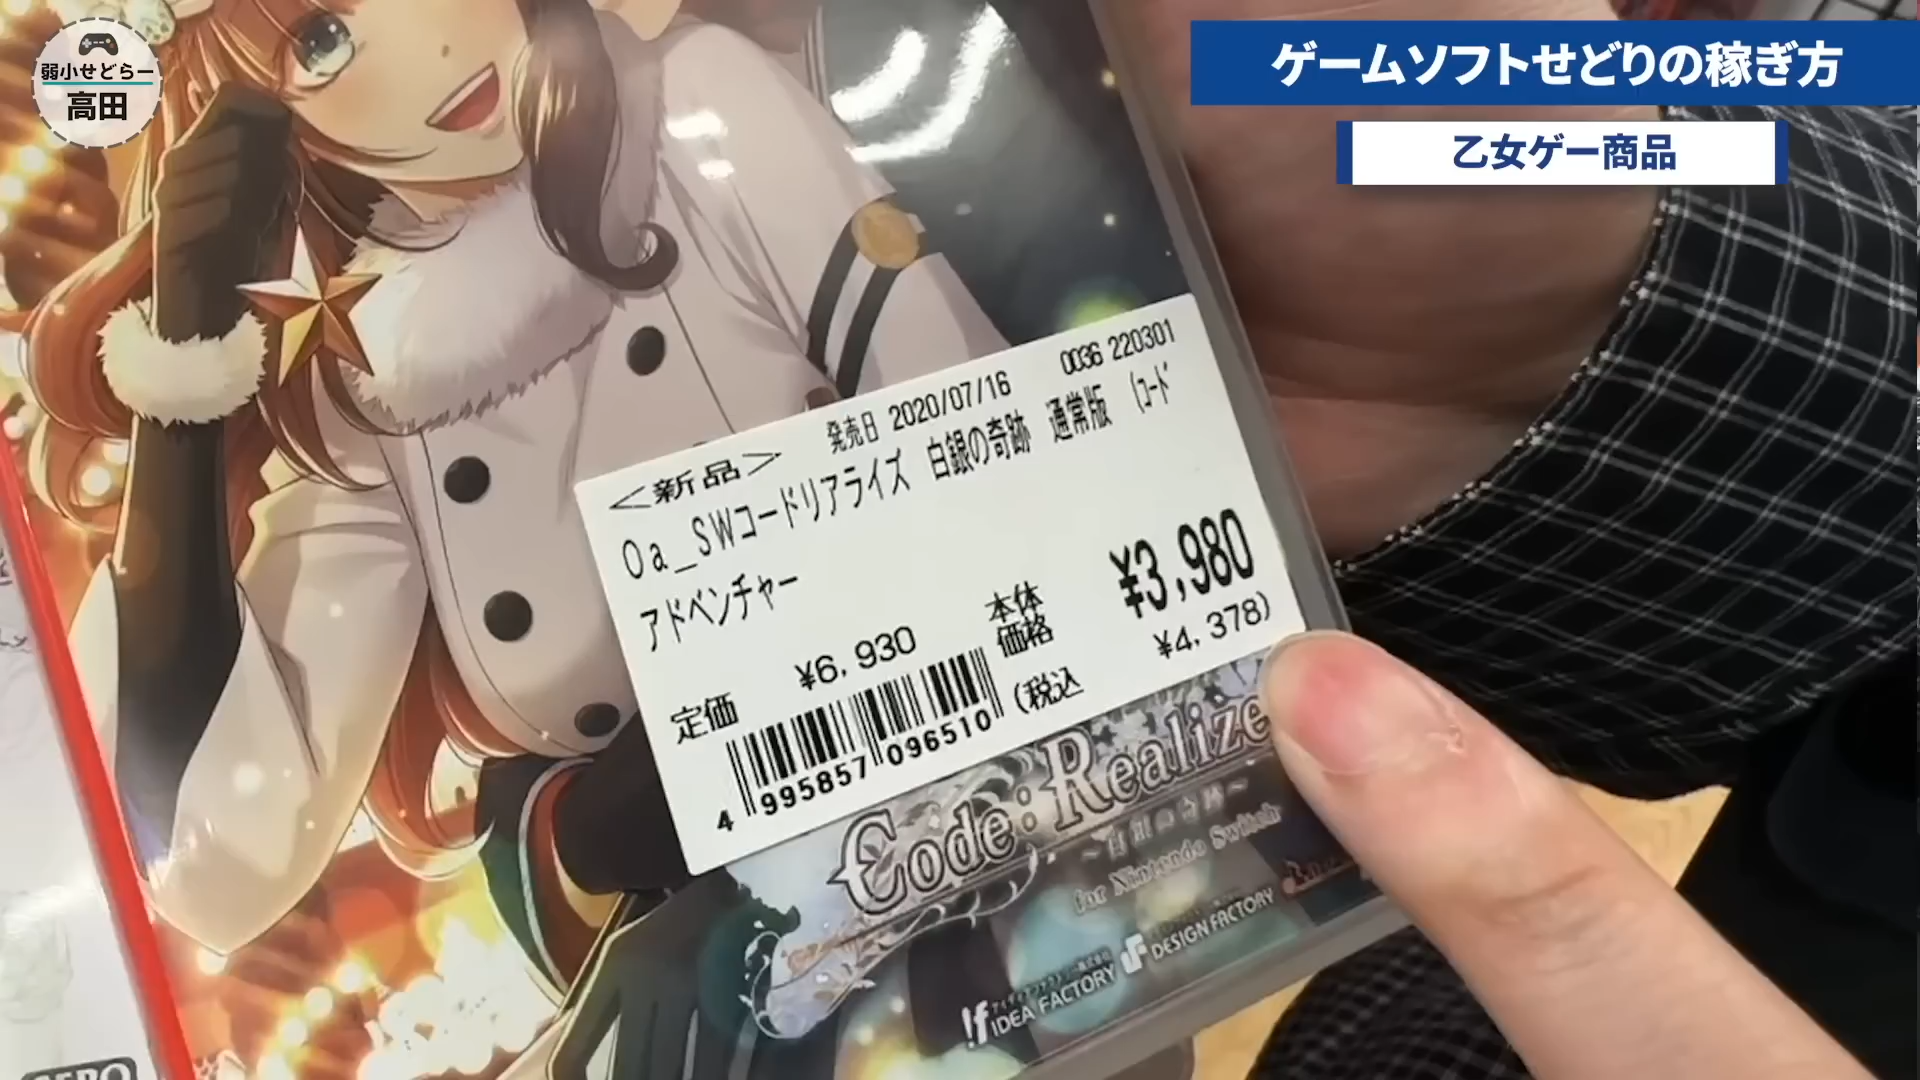 弱小せどらー
高田
ゲームソフトせどりの稼ぎ方
乙女ゲー商品
0036 220301
<新品> 発売日 2020/07/16
0a_SWコードリアライズ 白銀の奇跡 通常版 (コード
アドベンチャー
定価 ¥6,930 本体価格 ¥3,980
(税込 ¥4,378)
4 995857 096510
Code:Realize
for Nintendo Switch
IDEA FACTORY
DESIGN FACTORY
CERO